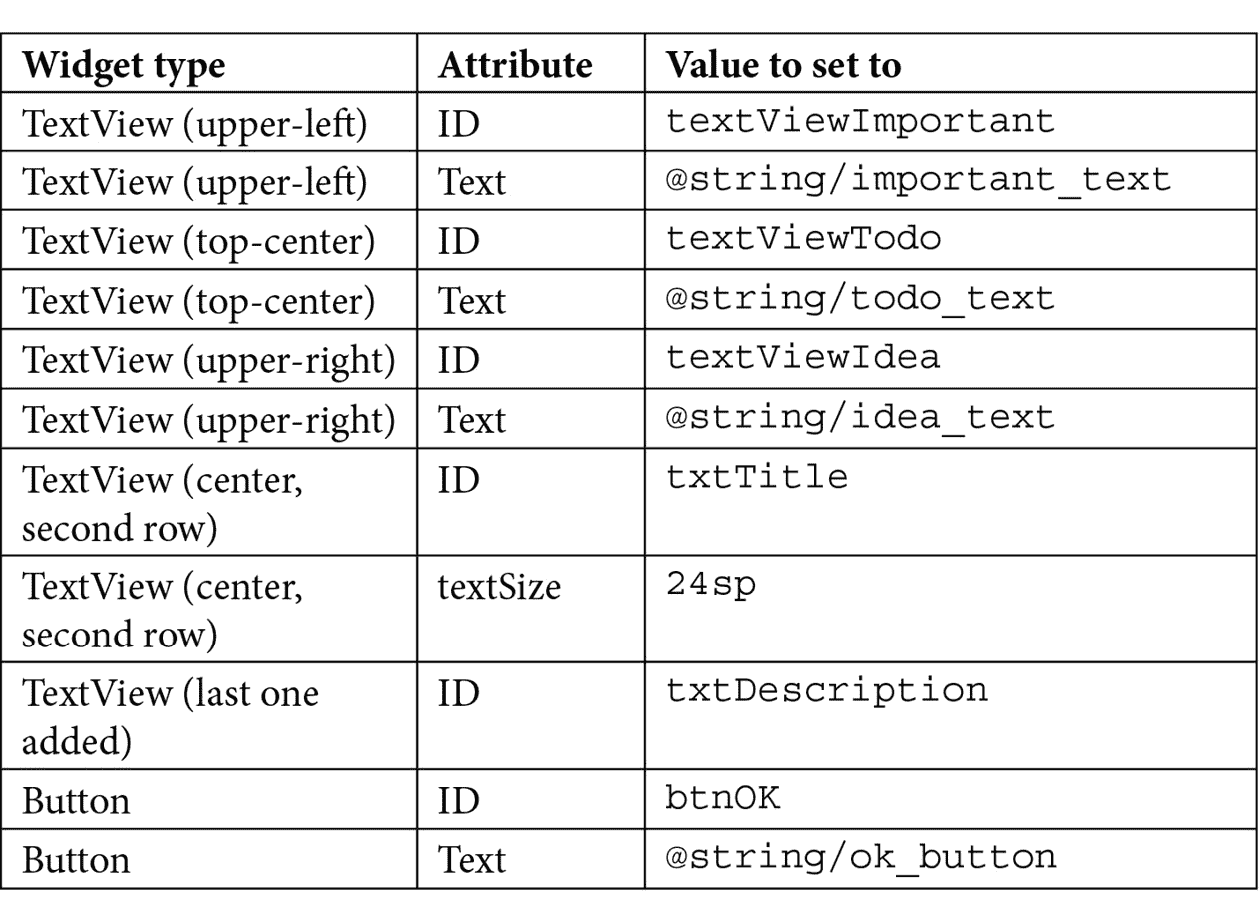 Widget type Attribute Value to set to
TextView (upper-left) ID textViewImportant
TextView (upper-left) Text @string/important_text
TextView (top-center) ID textViewTodo
TextView (top-center) Text @string/todo_text
TextView (upper-right) ID textViewIdea
TextView (upper-right) Text @string/idea_text
TextView (center, ID txtTitle
second row)
TextView (center, textSize 24sp
second row)
TextView (last one ID txtDescription
added)
Button ID btnOK
Button Text @string/ok_button